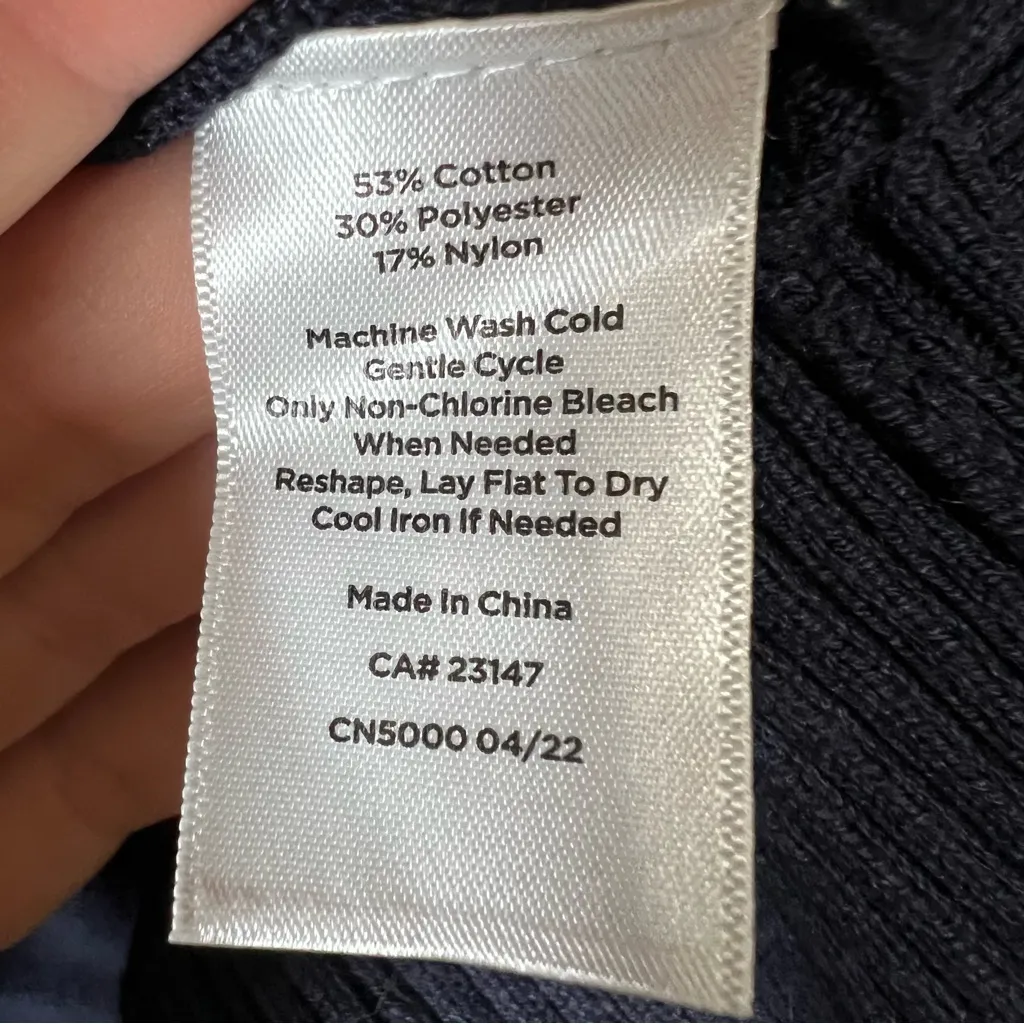 53% Cotton
30% Polyester
17% Nylon
Machine Wash Cold
Gentle Cycle
Only Non-Chlorine Bleach
When Needed
Reshape, Lay Flat To Dry
Cool Iron If Needed
Made In China
CA# 23147
CN5000 04/22